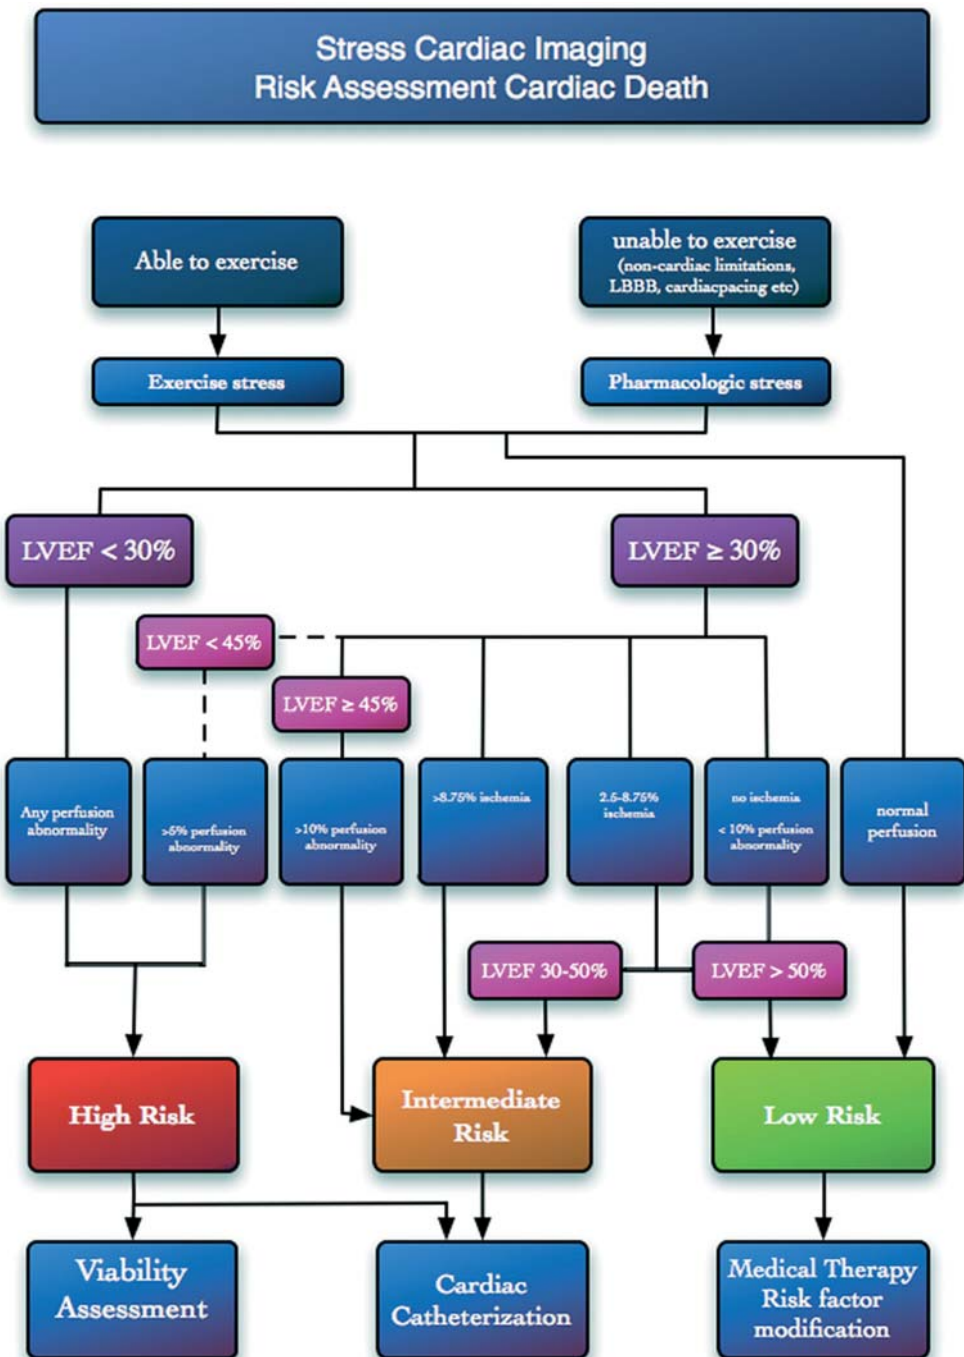 Stress Cardiac Imaging
Risk Assessment Cardiac Death
Able to exercise
unable to exercise
(non-cardiac limitations,
LBBB, cardiacpacing etc)
Exercise stress
Pharmacologic stress
LVEF < 30%
LVEF ≥ 30%
LVEF < 45%
LVEF ≥ 45%
Any perfusion
abnormality
>5% perfusion
abnormality
>10% perfusion
abnormality
>8.75% ischemia
2.5-8.75%
ischemia
no ischemia
< 10% perfusion
abnormality
normal
perfusion
LVEF 30-50%
LVEF > 50%
High Risk
Intermediate
Risk
Low Risk
Viability
Assessment
Cardiac
Catheterization
Medical Therapy
Risk factor
modification